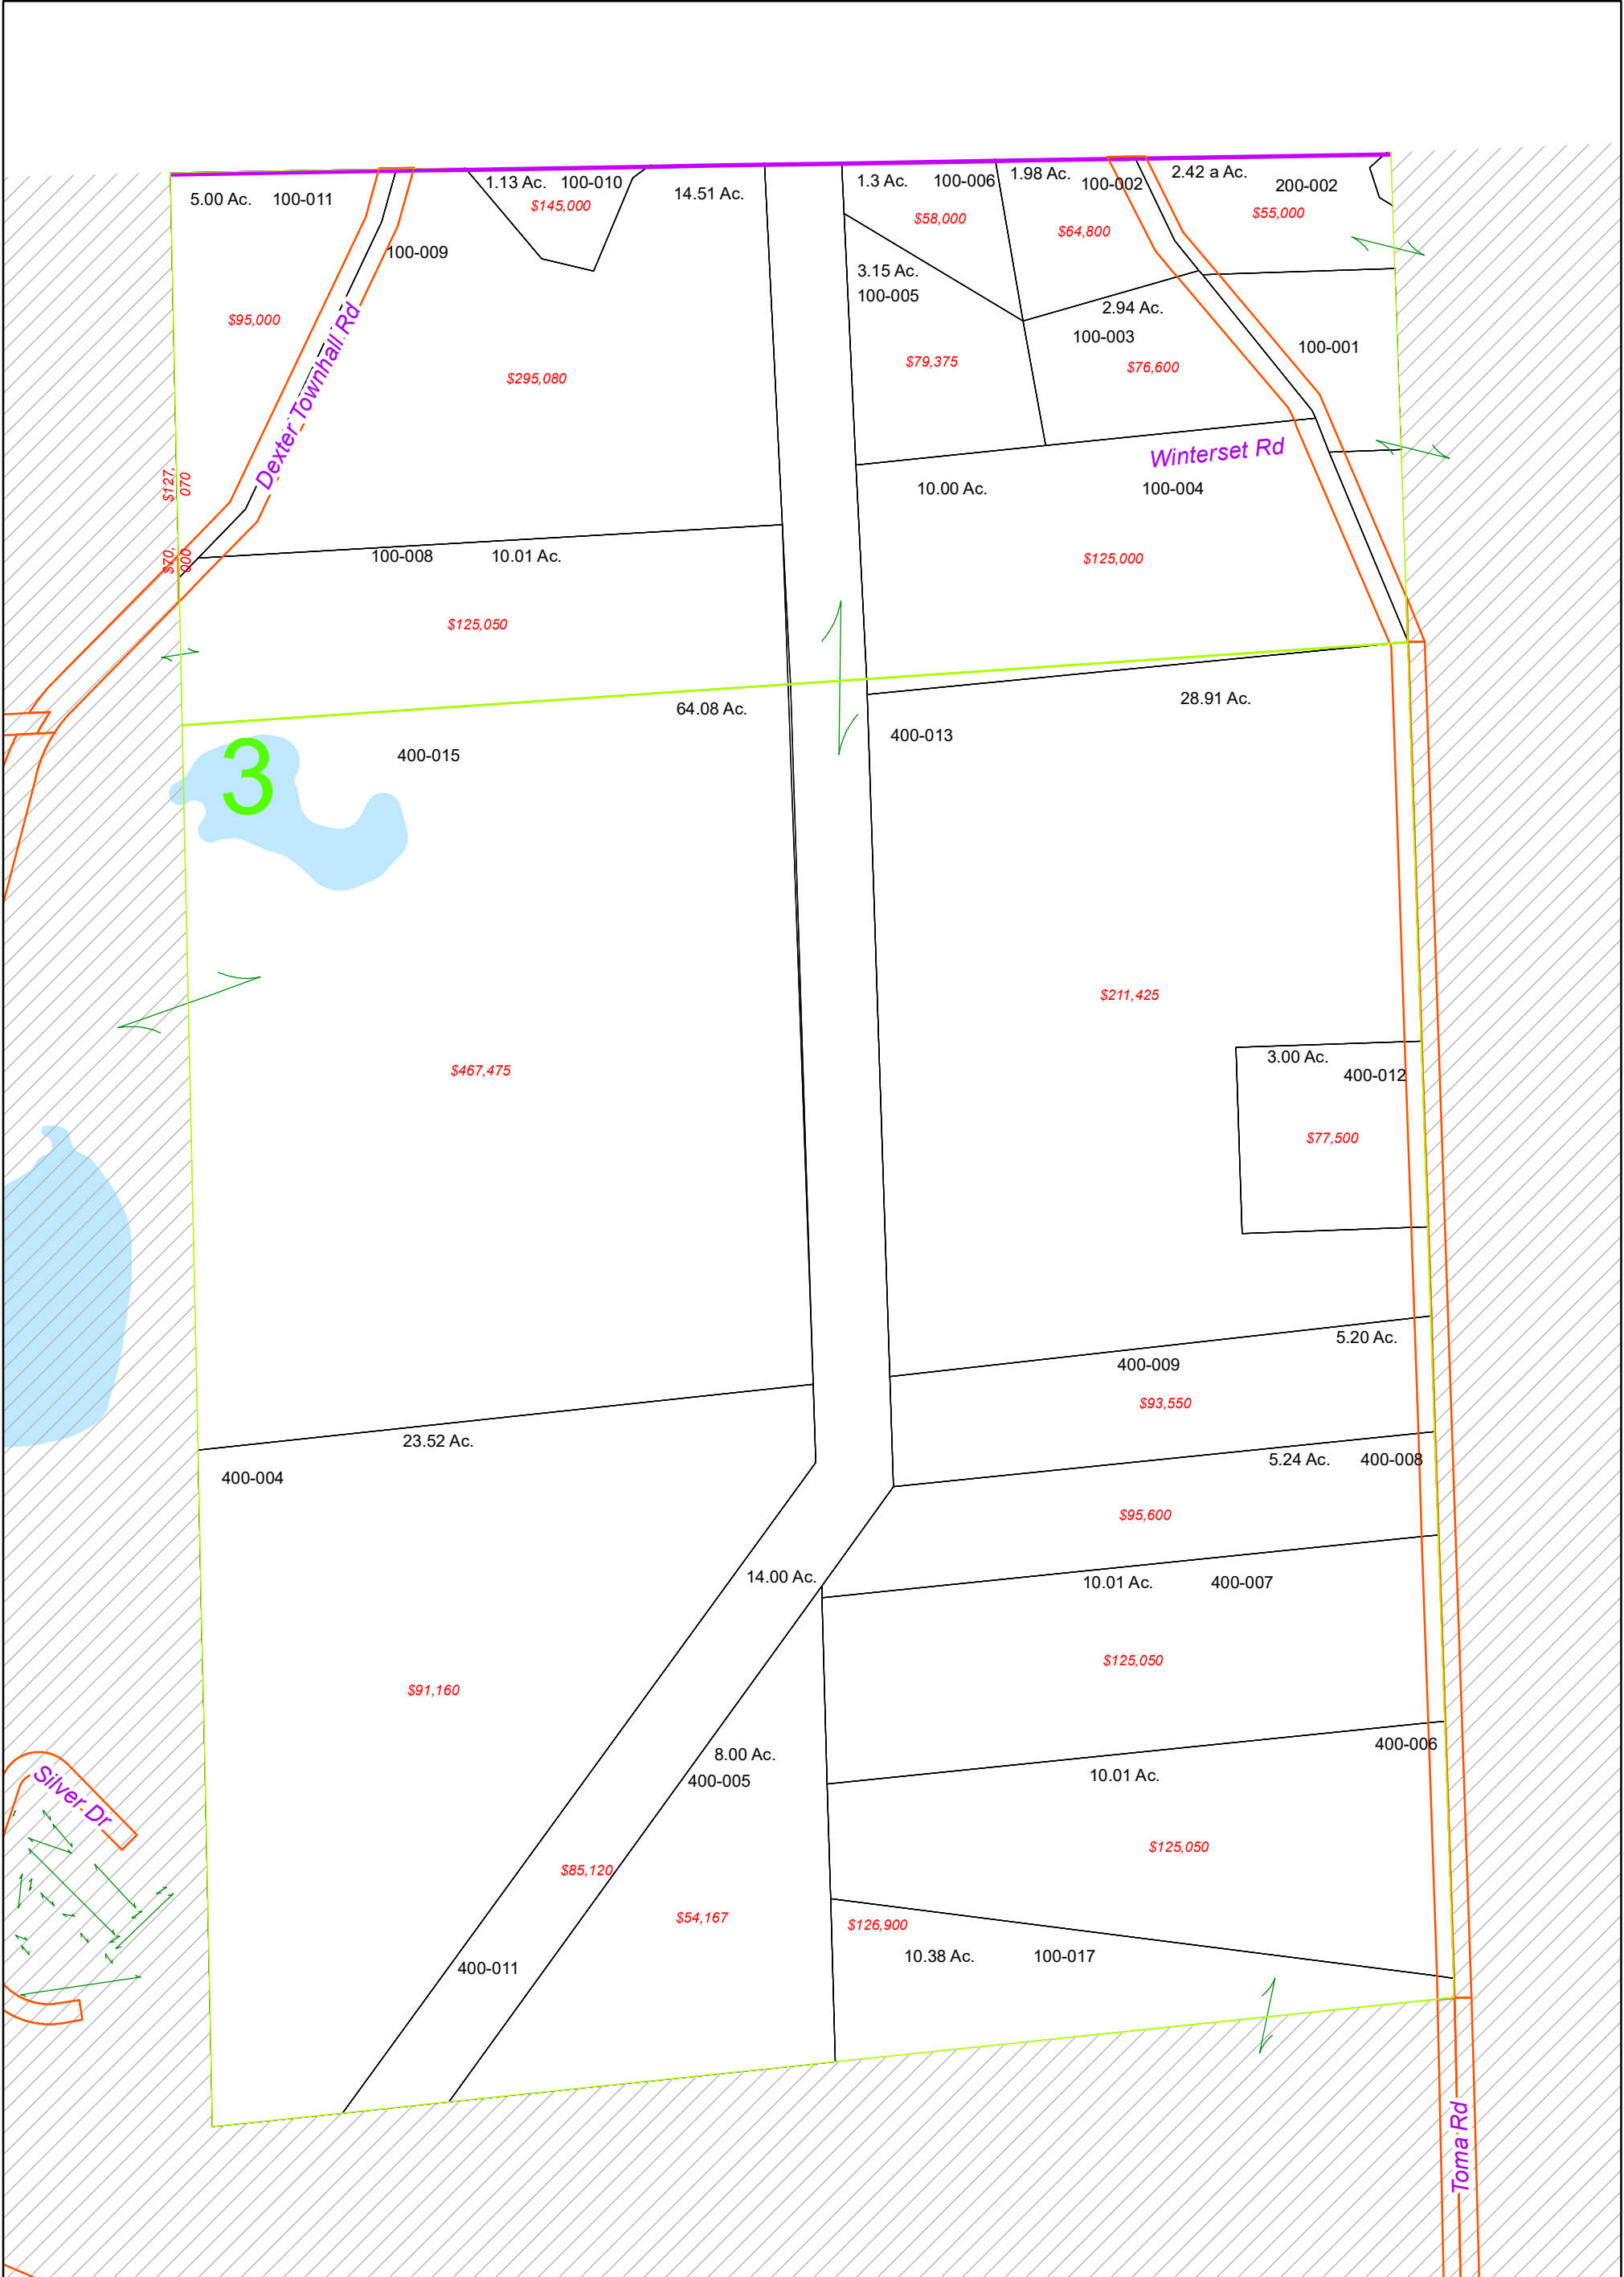 5.00 Ac. 100-011
1.13 Ac. 100-010
$145,000
14.51 Ac.
1.3 Ac. 100-006
$58,000
1.98 Ac. 100-002
$64,800
2.42 a Ac.
200-002
$55,000
100-009
$95,000
Dexter Townhall Rd
$295,080
3.15 Ac.
100-005
$79,375
2.94 Ac.
100-003
$76,600
100-001
Winterset Rd
$127,
070
$70,
000
10.00 Ac. 100-004
$125,000
100-008 10.01 Ac.
$125,050
64.08 Ac.
400-015
3
400-013
28.91 Ac.
$467,475
$211,425
3.00 Ac.
400-012
$77,500
5.20 Ac.
400-009
$93,550
23.52 Ac.
400-004
5.24 Ac. 400-008
$95,600
14.00 Ac.
10.01 Ac. 400-007
$125,050
$91,160
400-006
8.00 Ac.
400-005
10.01 Ac.
Silver Dr
$125,050
$85,120
$54,167
$126,900
10.38 Ac. 100-017
400-011
Toma Rd